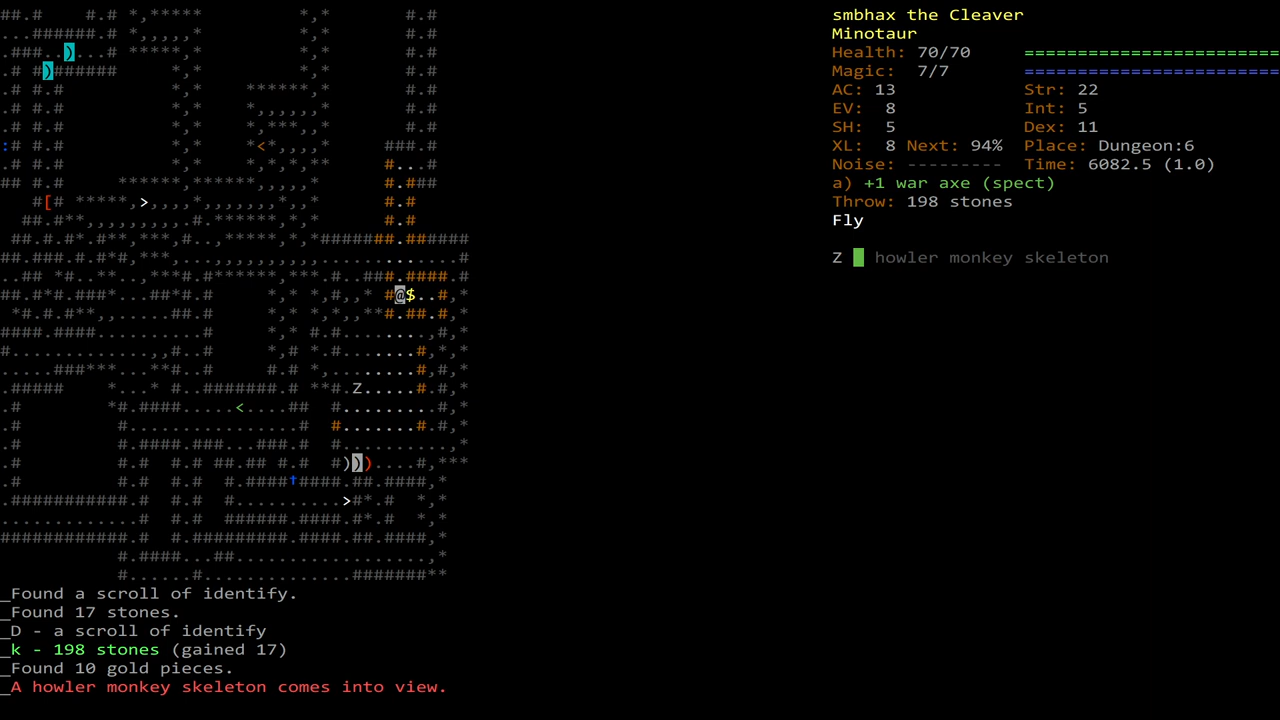 smbhax the Cleaver
Minotaur
Health: 70/70 ========================
Magic: 7/7 ========================
AC: 13 Str: 22
EV: 8 Int: 5
SH: 5 Dex: 11
XL: 8 Next: 94% Place: Dungeon:6
Noise: --------- Time: 6082.5 (1.0)
a) +1 war axe (spect)
Throw: 198 stones
Fly
Z howler monkey skeleton
_Found a scroll of identify.
_Found 17 stones.
_D - a scroll of identify
_k - 198 stones (gained 17)
_Found 10 gold pieces.
_A howler monkey skeleton comes into view.